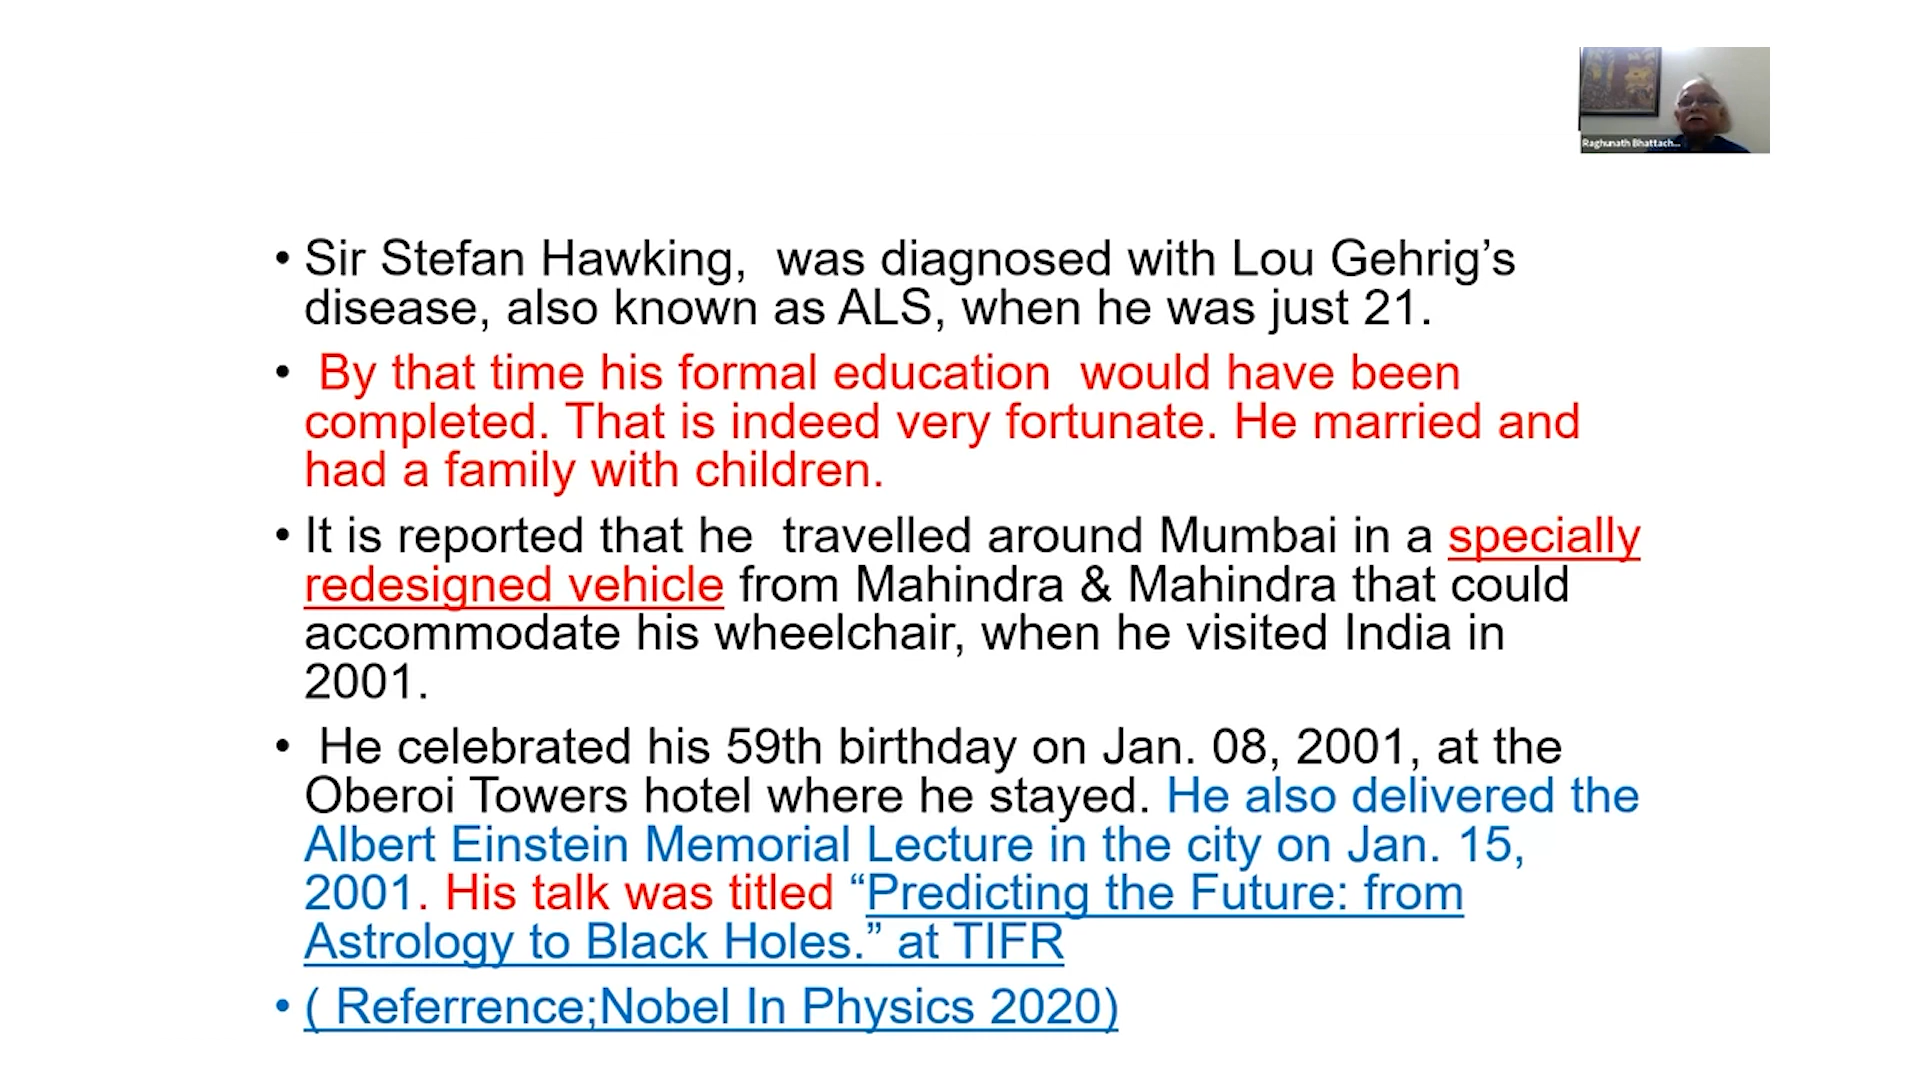 Raghunath Bhattach...
• Sir Stefan Hawking,  was diagnosed with Lou Gehrig’s
disease, also known as ALS, when he was just 21.
•  By that time his formal education  would have been
completed. That is indeed very fortunate. He married and
had a family with children.
• It is reported that he  travelled around Mumbai in a specially
redesigned vehicle from Mahindra & Mahindra that could
accommodate his wheelchair, when he visited India in
2001.
•  He celebrated his 59th birthday on Jan. 08, 2001, at the
Oberoi Towers hotel where he stayed. He also delivered the
Albert Einstein Memorial Lecture in the city on Jan. 15,
2001. His talk was titled “Predicting the Future: from
Astrology to Black Holes.” at TIFR
• ( Referrence;Nobel In Physics 2020)